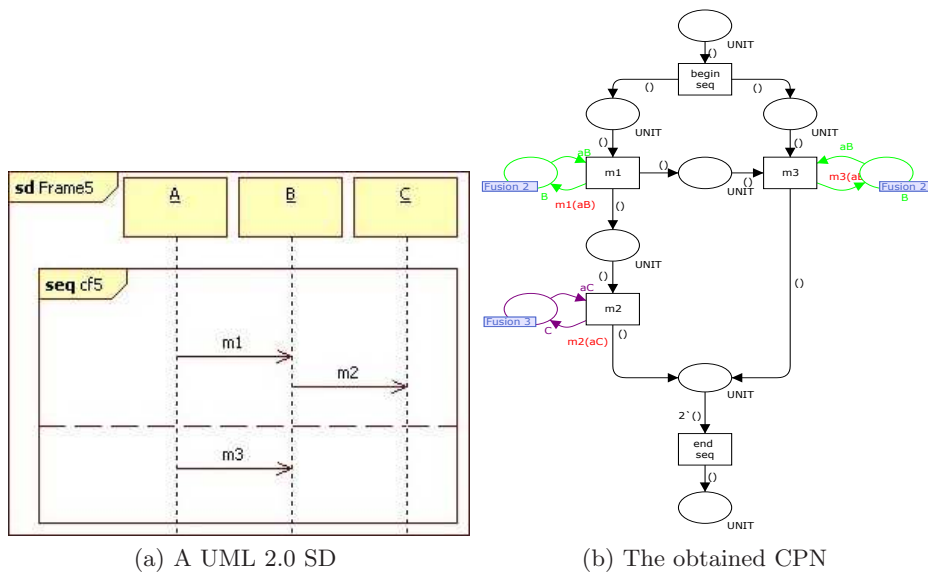 sd Frame5
A
B
C
seq cf5
m1
m2
m3
(a) A UML 2.0 SD
UNIT
()
begin
seq
()
()
UNIT
UNIT
()
()
aB
Fusion 2
B
m1
m1(aB)
()
UNIT
()
m3
aB
Fusion 2
B
()
UNIT
()
aC
Fusion 3
C
m2
m2(aC)
()
()
UNIT
2`()
end
seq
()
UNIT
(b) The obtained CPN